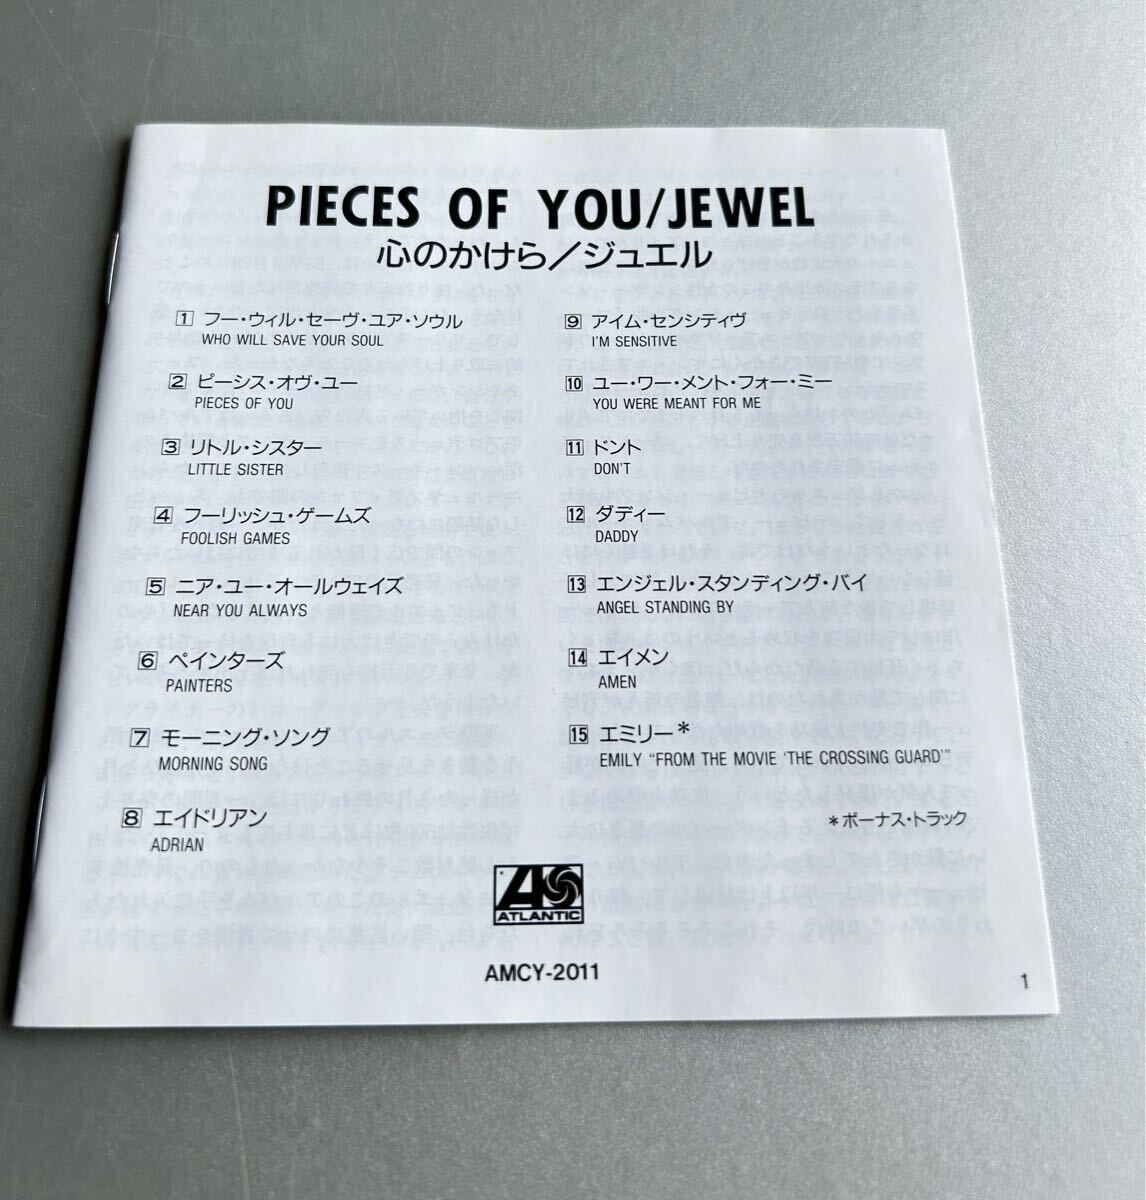 PIECES OF YOU/JEWEL
心のかけら/ジュエル
1 フー・ウィル・セーヴ・ユア・ソウル
WHO WILL SAVE YOUR SOUL
2 ピーシス・オヴ・ユー
PIECES OF YOU
3 リトル・シスター
LITTLE SISTER
4 フーリッシュ・ゲームズ
FOOLISH GAMES
5 ニア・ユー・オールウェイズ
NEAR YOU ALWAYS
6 ペインターズ
PAINTERS
7 モーニング・ソング
MORNING SONG
8 エイドリアン
ADRIAN
9 アイム・センシティヴ
I'M SENSITIVE
10 ユー・ワー・メント・フォー・ミー
YOU WERE MEANT FOR ME
11 ドント
DON'T
12 ダディー
DADDY
13 エンジェル・スタンディング・バイ
ANGEL STANDING BY
14 エイメン
AMEN
15 エミリー*
EMILY “FROM THE MOVIE ‘THE CROSSING GUARD’”
*ボーナス・トラック
ATLANTIC
AMCY-2011
1